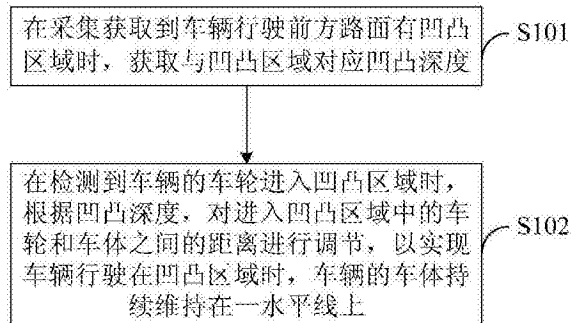 在采集获取到车辆行驶前方路面有凹凸
区域时，获取与凹凸区域对应凹凸深度
S101
在检测到车辆的车轮进入凹凸区域时，
根据凹凸深度，对进入凹凸区域中的车
轮和车体之间的距离进行调节，以实现
车辆行驶在凹凸区域时，车辆的车体持
续维持在一水平线上
S102